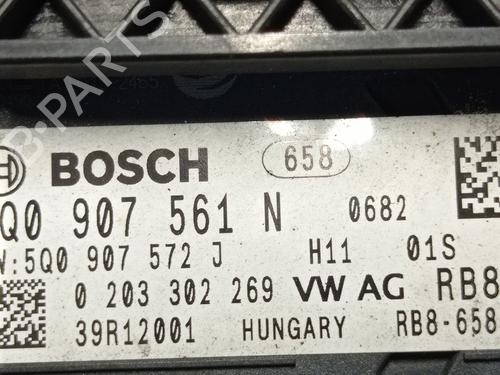 BOSCH 658
Q0 907 561 N 0682
W:5Q0 907 572 J H11 01S
0 203 302 269 VW AG RB8
39R12001 HUNGARY RB8-658
B-PARTS